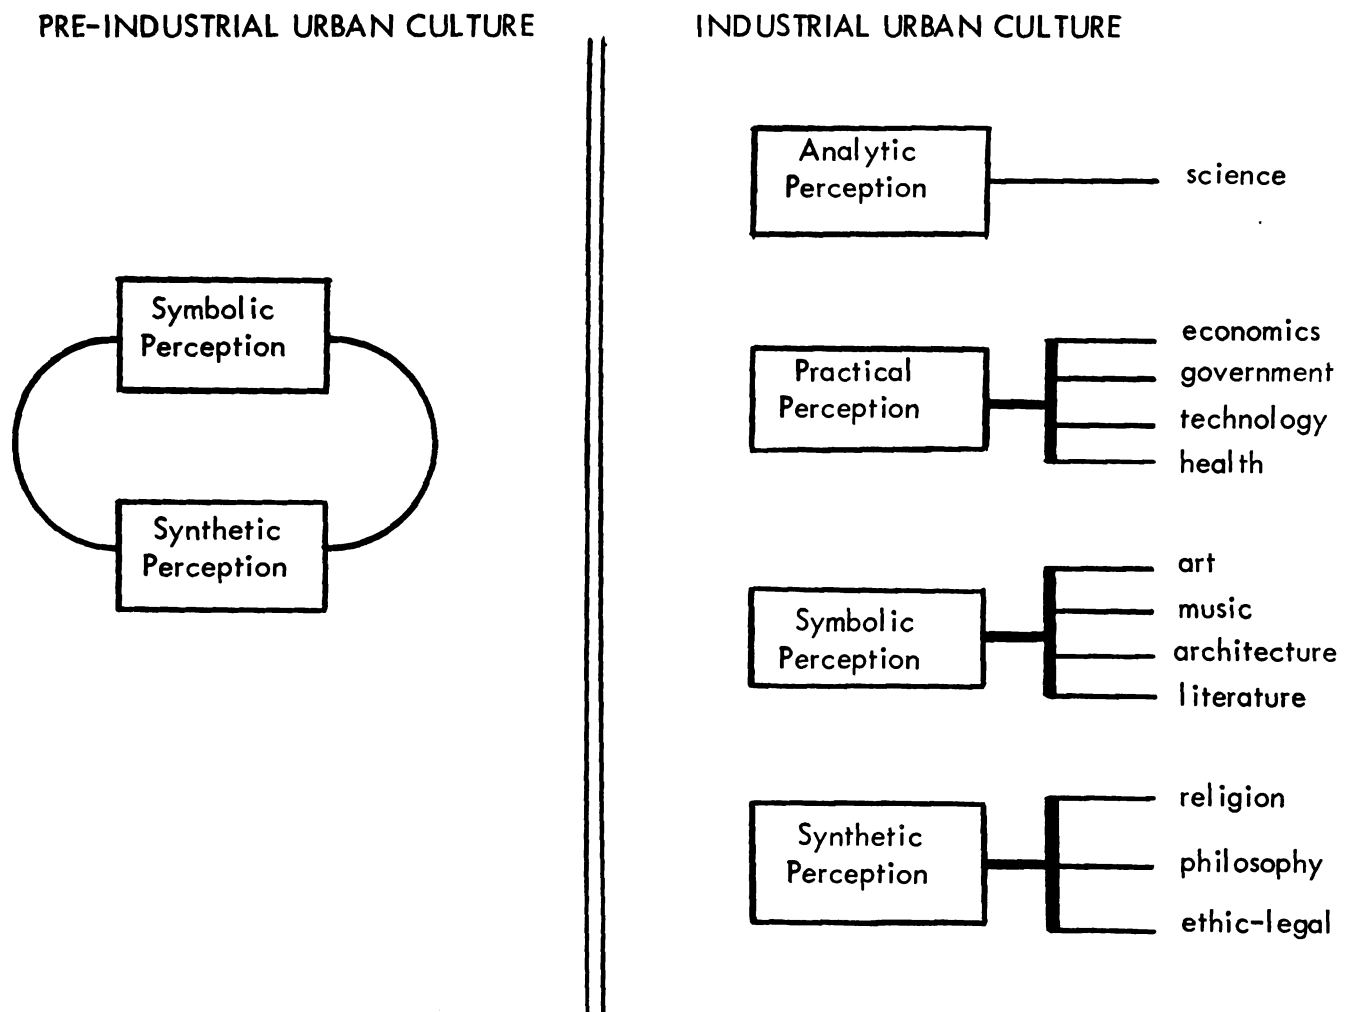 PRE-INDUSTRIAL URBAN CULTURE
Symbolic
Perception
Synthetic
Perception
INDUSTRIAL URBAN CULTURE
Analytic
Perception
science
Practical
Perception
economics
government
technology
health
Symbolic
Perception
art
music
architecture
literature
Synthetic
Perception
religion
philosophy
ethic-legal